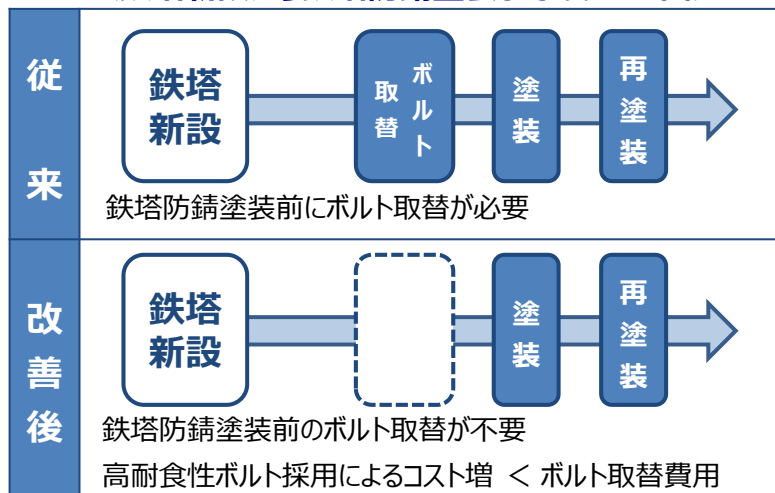 従来
鉄塔
新設
ボルト
取替
塗装
再塗装
鉄塔防錆塗装前にボルト取替が必要
改善後
鉄塔
新設
塗装
再塗装
鉄塔防錆塗装前のボルト取替が不要
高耐食性ボルト採用によるコスト増 < ボルト取替費用